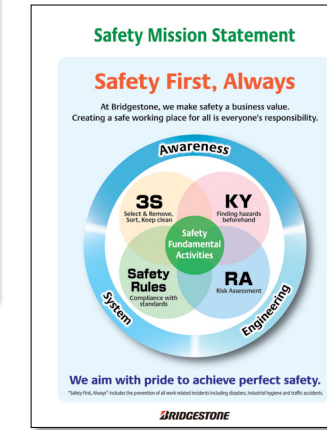 Safety Mission Statement
Safety First, Always
At Bridgestone, we make safety a business value.
Creating a safe working place for all is everyone's responsibility.
Awareness
3S
Select & Remove,
Sort, Keep clean
KY
Finding hazards
beforehand
Safety
Fundamental
Activities
Safety
Rules
Compliance with
standards
RA
Risk Assessment
System
Engineering
We aim with pride to achieve perfect safety.
"Safety First, Always" includes the prevention of all work related incidents including disasters, industrial hygiene and traffic accidents.
BRIDGESTONE